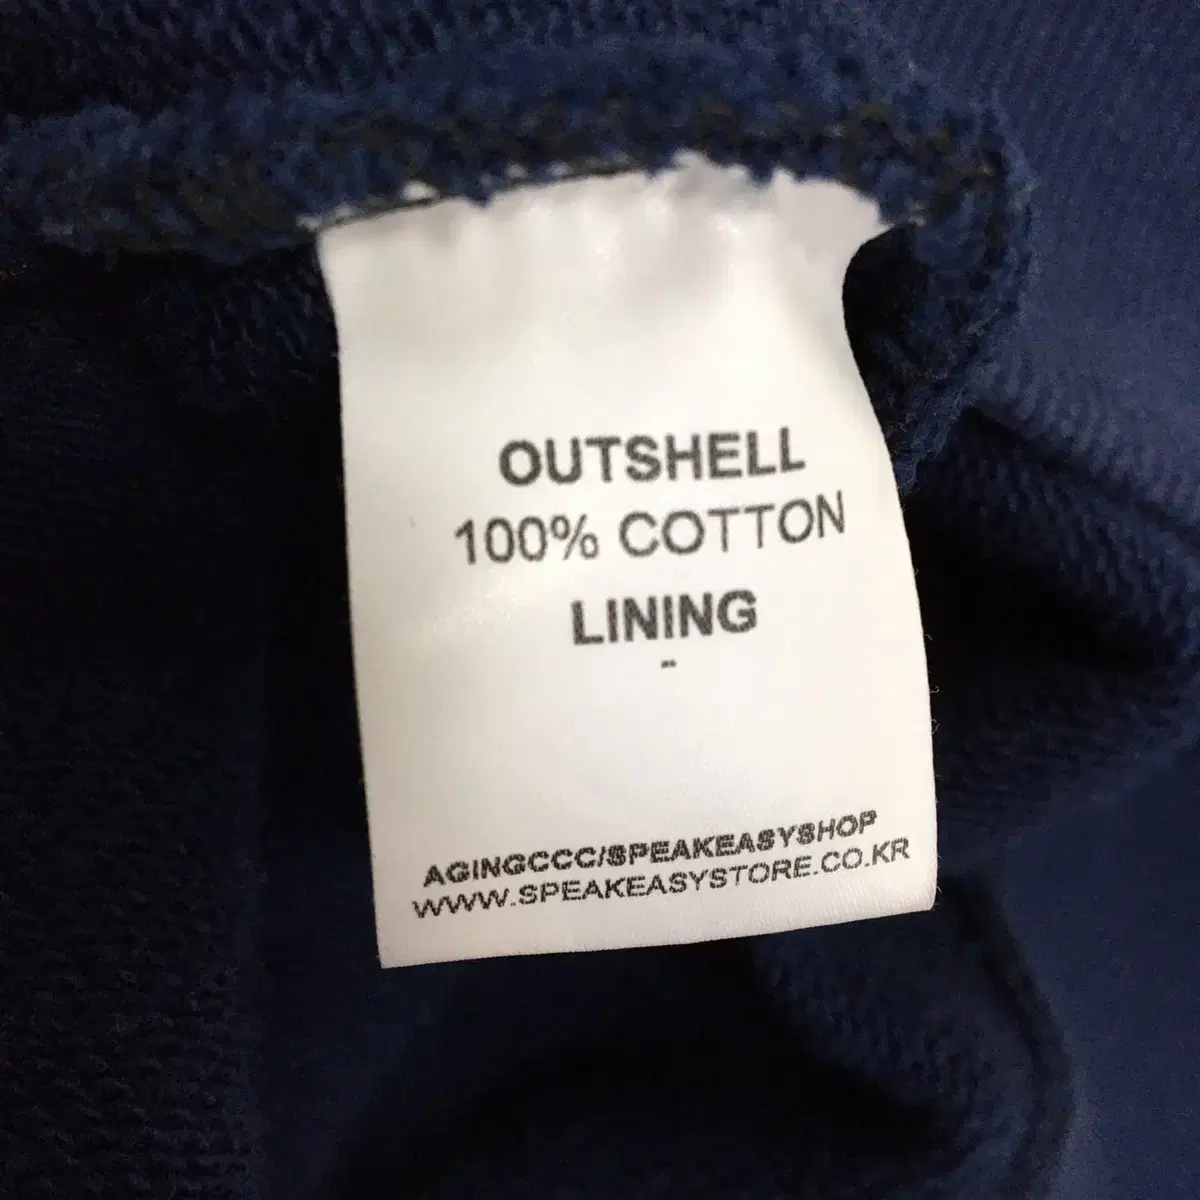 OUTSHELL
100% COTTON
LINING
-
AGINGCCC/SPEAKEASYSHOP
WWW.SPEAKEASYSTORE.CO.KR